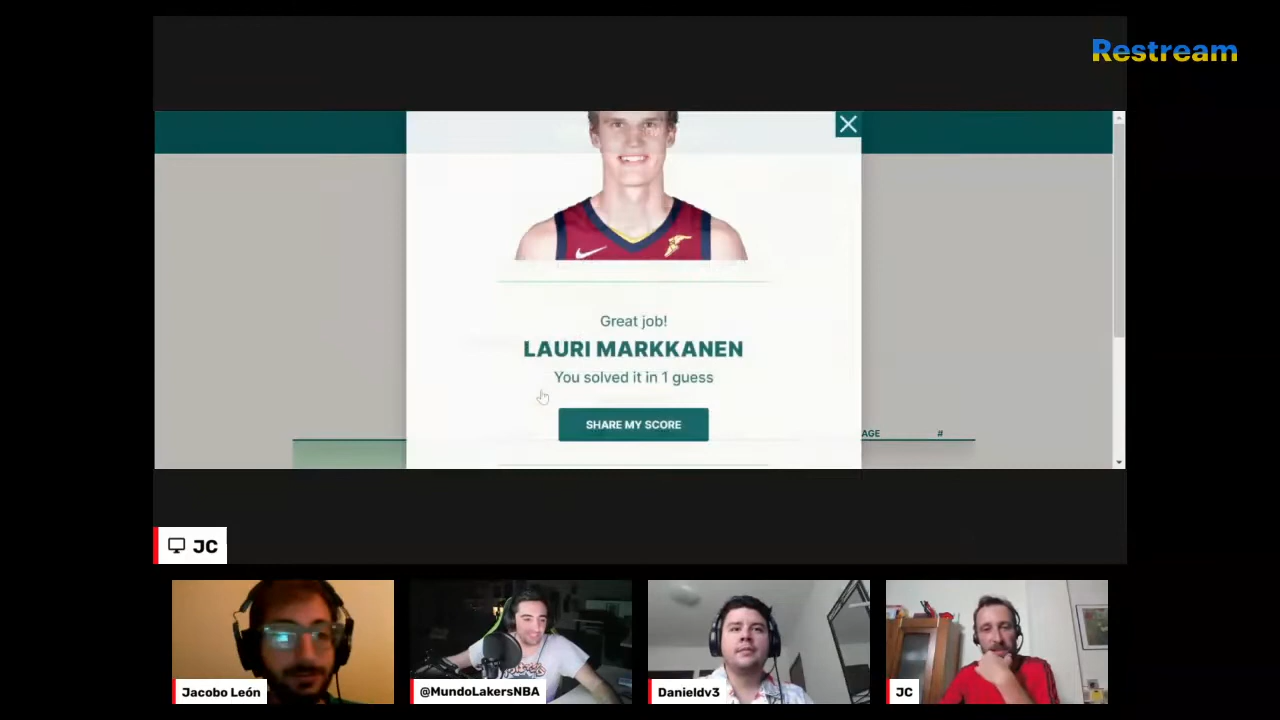 Restream
Great job!
LAURI MARKKANEN
You solved it in 1 guess
SHARE MY SCORE
AGE #
JC
Jacobo León
@MundoLakersNBA
Danieldv3
JC